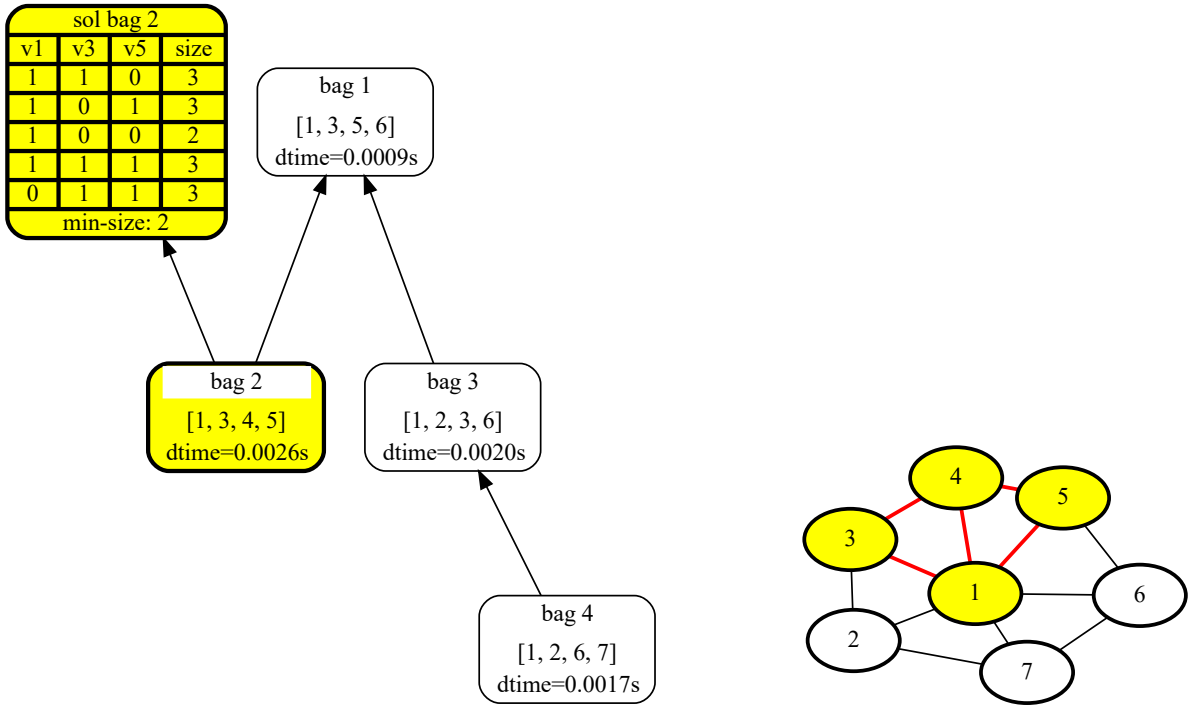 sol bag 2
v1 v3 v5 size
1 1 0 3
1 0 1 3
1 0 0 2
1 1 1 3
0 1 1 3
min-size: 2
bag 1
[1, 3, 5, 6]
dtime=0.0009s
bag 2
[1, 3, 4, 5]
dtime=0.0026s
bag 3
[1, 2, 3, 6]
dtime=0.0020s
bag 4
[1, 2, 6, 7]
dtime=0.0017s
4
5
3
1
6
2
7